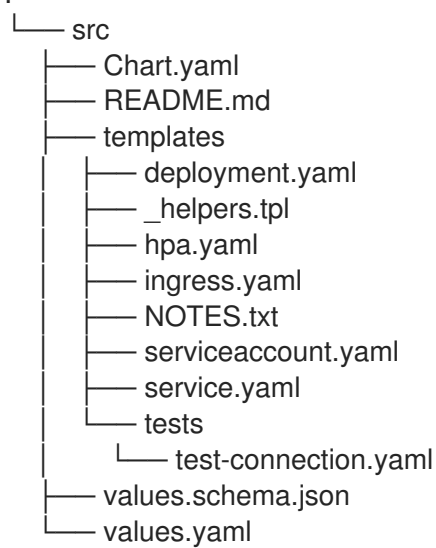 └── src
    ├── Chart.yaml
    ├── README.md
    ├── templates
    │   ├── deployment.yaml
    │   ├── _helpers.tpl
    │   ├── hpa.yaml
    │   ├── ingress.yaml
    │   ├── NOTES.txt
    │   ├── serviceaccount.yaml
    │   ├── service.yaml
    │   └── tests
    │       └── test-connection.yaml
    ├── values.schema.json
    └── values.yaml